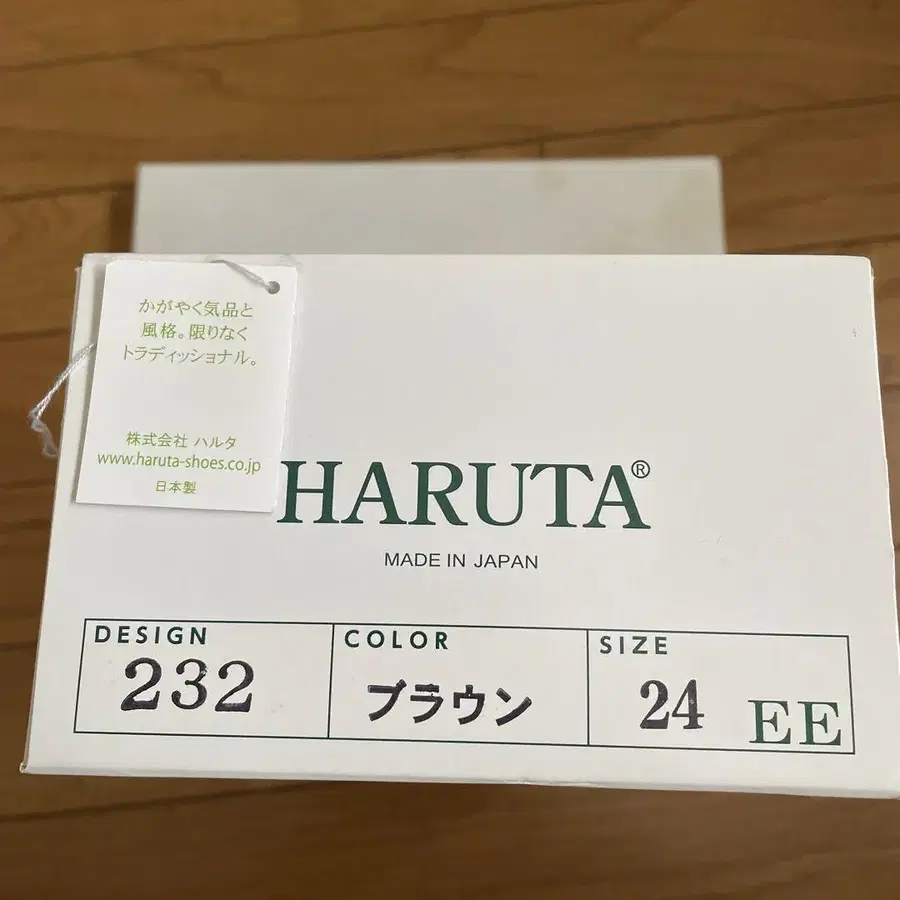 かがやく気品と
風格。限りなく
トラディッショナル。
株式会社 ハルタ
www.haruta-shoes.co.jp
日本製
HARUTA®
MADE IN JAPAN
DESIGN
232
COLOR
ブラウン
SIZE
24 EE